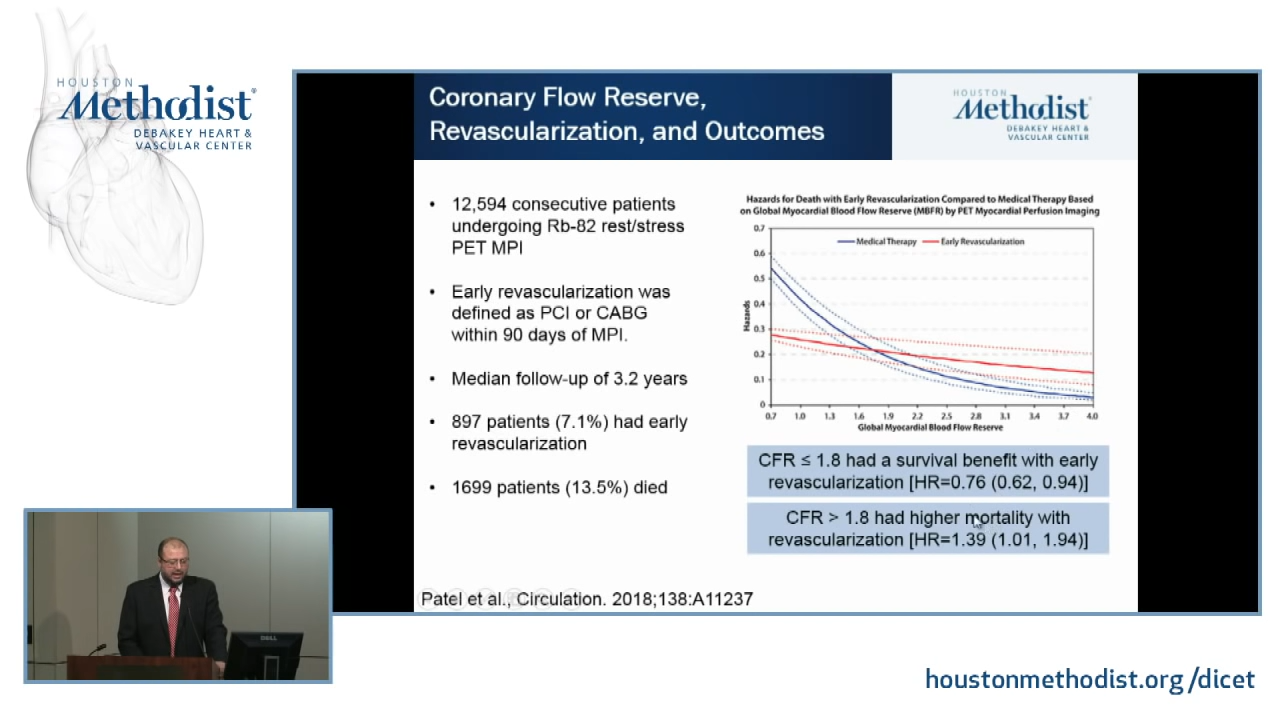 HOUSTON
Methodist®
DEBAKEY HEART &
VASCULAR CENTER
Coronary Flow Reserve,
Revascularization, and Outcomes
HOUSTON
Methodist
DEBAKEY HEART &
VASCULAR CENTER
• 12,594 consecutive patients
undergoing Rb-82 rest/stress
PET MPI
• Early revascularization was
defined as PCI or CABG
within 90 days of MPI.
• Median follow-up of 3.2 years
• 897 patients (7.1%) had early
revascularization
• 1699 patients (13.5%) died
Hazards for Death with Early Revascularization Compared to Medical Therapy Based
on Global Myocardial Blood Flow Reserve (MBFR) by PET Myocardial Perfusion Imaging
Medical Therapy Early Revascularization
0.7
0.6
0.5
0.4
0.3
0.2
0.1
0
Hazards
0.7 1.0 1.3 1.6 1.9 2.2 2.5 2.8 3.1 3.4 3.7 4.0
Global Myocardial Blood Flow Reserve
CFR ≤ 1.8 had a survival benefit with early
revascularization [HR=0.76 (0.62, 0.94)]
CFR > 1.8 had higher mortality with
revascularization [HR=1.39 (1.01, 1.94)]
Patel et al., Circulation. 2018;138:A11237
DELL
houstonmethodist.org/dicet